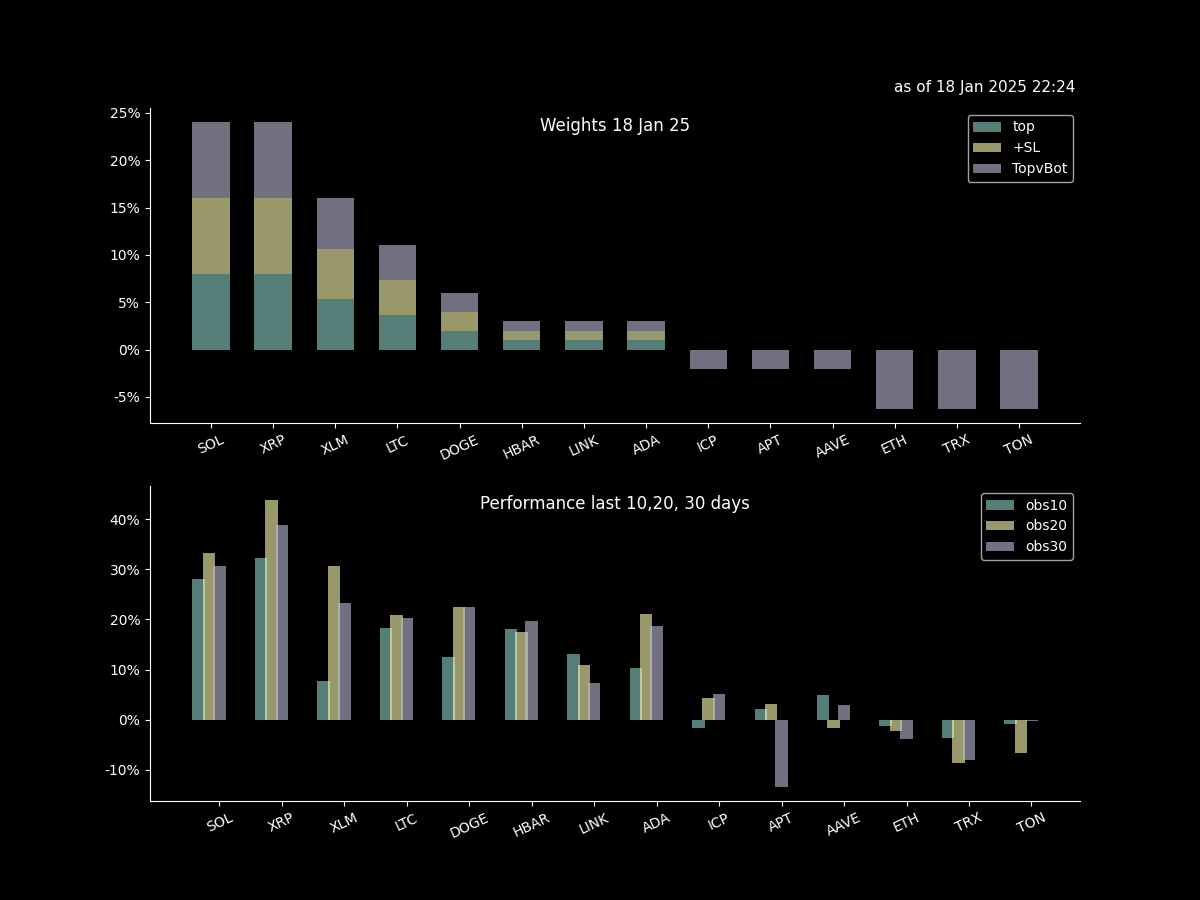 as of 18 Jan 2025 22:24
Weights 18 Jan 25
top
+SL
TopvBot
25%
20%
15%
10%
5%
0%
-5%
SOL XRP XLM LTC DOGE HBAR LINK ADA ICP APT AAVE ETH TRX TON
Performance last 10,20, 30 days
obs10
obs20
obs30
40%
30%
20%
10%
0%
-10%
SOL XRP XLM LTC DOGE HBAR LINK ADA ICP APT AAVE ETH TRX TON